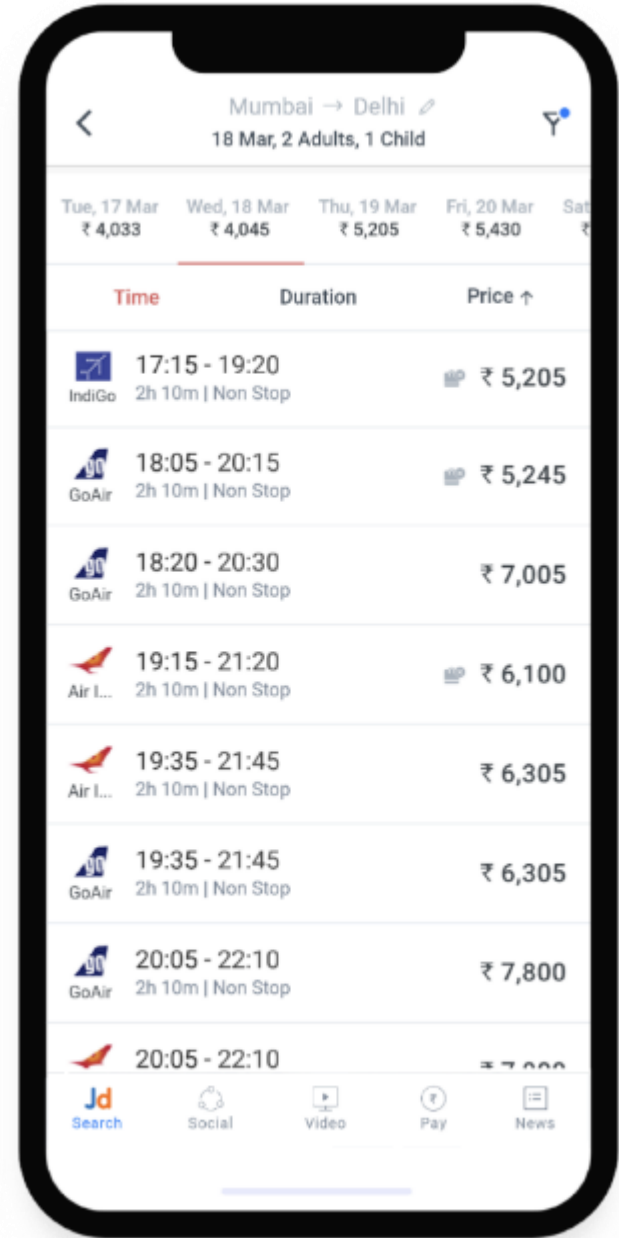 Mumbai → Delhi
18 Mar, 2 Adults, 1 Child
Tue, 17 Mar Wed, 18 Mar Thu, 19 Mar Fri, 20 Mar Sat
₹ 4,033 ₹ 4,045 ₹ 5,205 ₹ 5,430 ₹
Time Duration Price ↑
17:15 - 19:20
IndiGo 2h 10m | Non Stop ₹ 5,205
go 18:05 - 20:15
GoAir 2h 10m | Non Stop ₹ 5,245
go 18:20 - 20:30
GoAir 2h 10m | Non Stop ₹ 7,005
19:15 - 21:20
Air I... 2h 10m | Non Stop ₹ 6,100
19:35 - 21:45
Air I... 2h 10m | Non Stop ₹ 6,305
go 19:35 - 21:45
GoAir 2h 10m | Non Stop ₹ 6,305
go 20:05 - 22:10
GoAir 2h 10m | Non Stop ₹ 7,800
20:05 - 22:10
Jd
Search Social Video Pay News